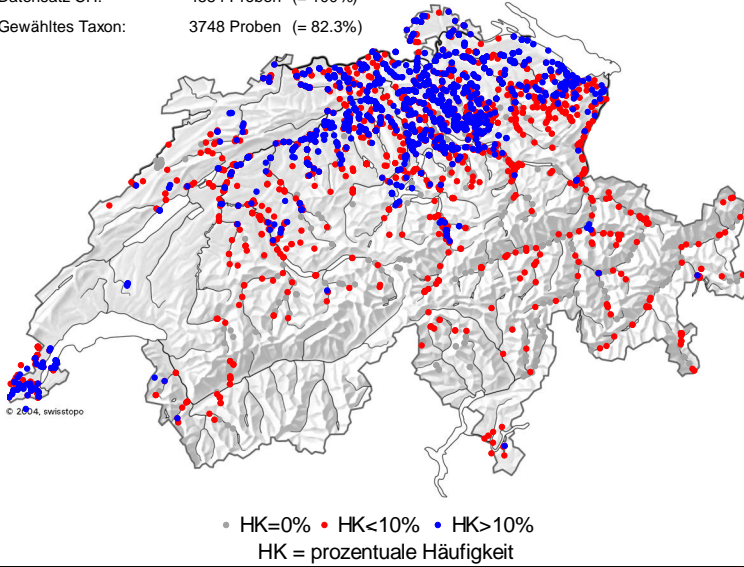 Gewähltes Taxon: 3748 Proben (= 82.3%)
© 2004, swisstopo
HK=0% HK<10% HK>10%
HK = prozentuale Häufigkeit